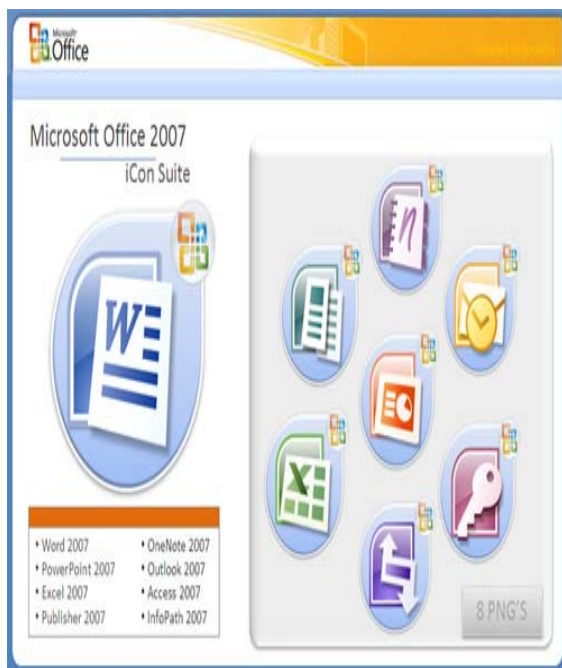 Microsoft
Office
Microsoft Office 2007
iCon Suite
• Word 2007
• PowerPoint 2007
• Excel 2007
• Publisher 2007
• OneNote 2007
• Outlook 2007
• Access 2007
• InfoPath 2007
8 PNG'S